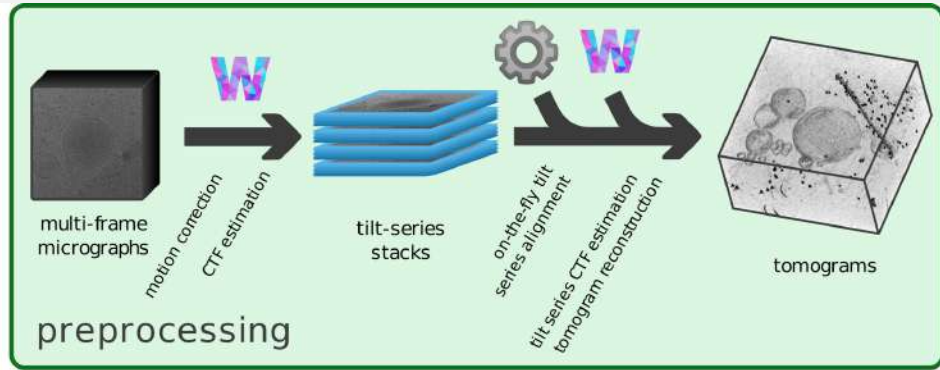 W
W
multi-frame
micrographs
motion correction
CTF estimation
tilt-series
stacks
on-the-fly tilt
series alignment
tilt series CTF estimation
tomogram reconstruction
tomograms
preprocessing